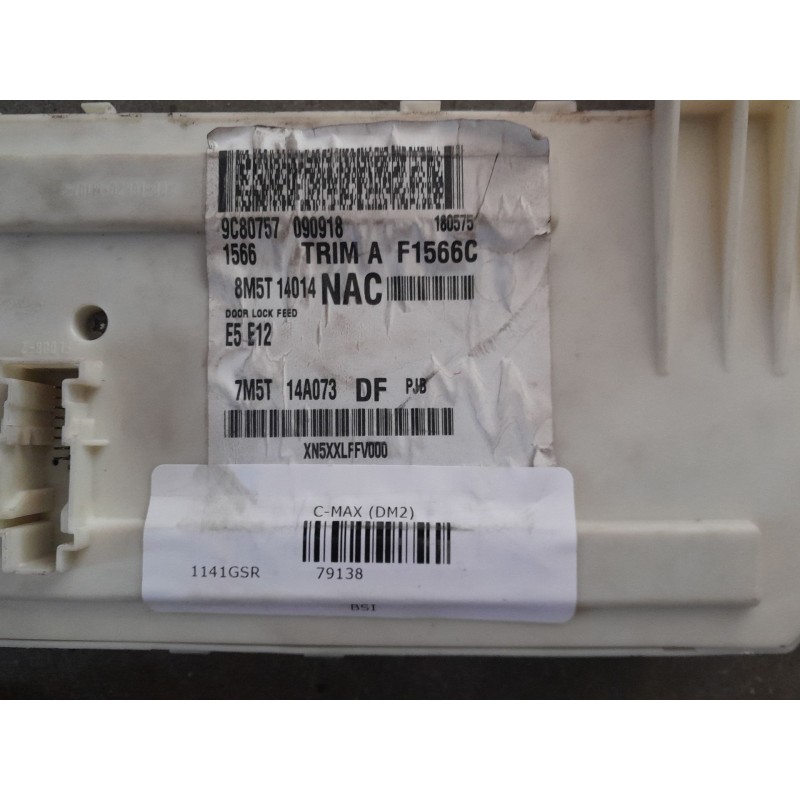 9C80757 090918 180575
1566 TRIM A F1566C
8M5T 14014 NAC
DOOR LOCK FEED
E5 E12
7M5T 14A073 DF PJB
XN5XXLFFV000
C-MAX (DM2)
1141GSR 79138
BSI